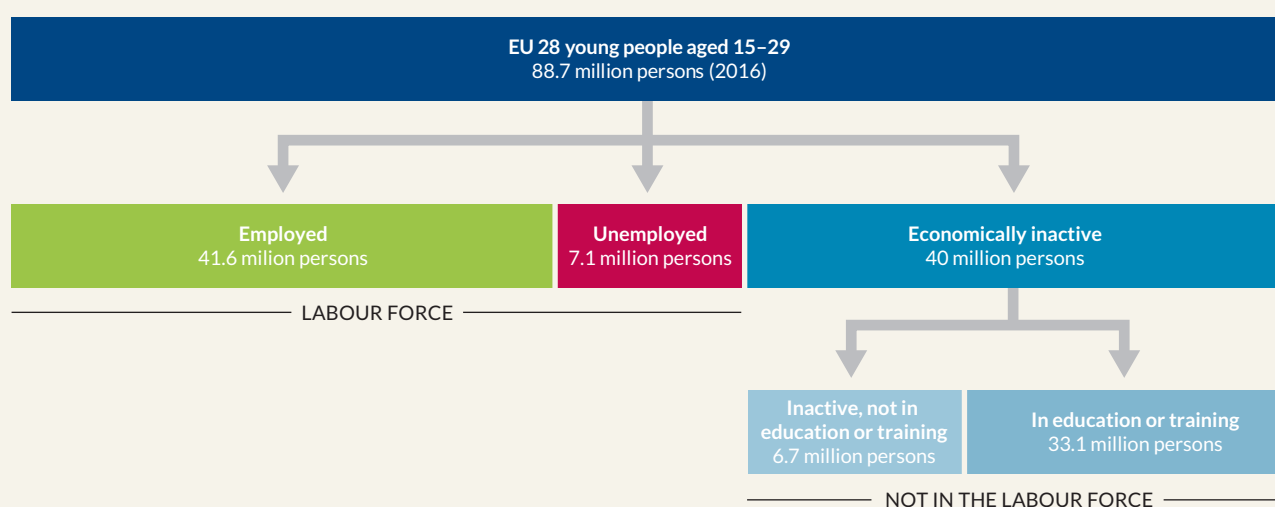 EU 28 young people aged 15–29
88.7 million persons (2016)
Employed
41.6 milion persons
Unemployed
7.1 million persons
Economically inactive
40 million persons
LABOUR FORCE
Inactive, not in
education or training
6.7 million persons
In education or training
33.1 million persons
NOT IN THE LABOUR FORCE